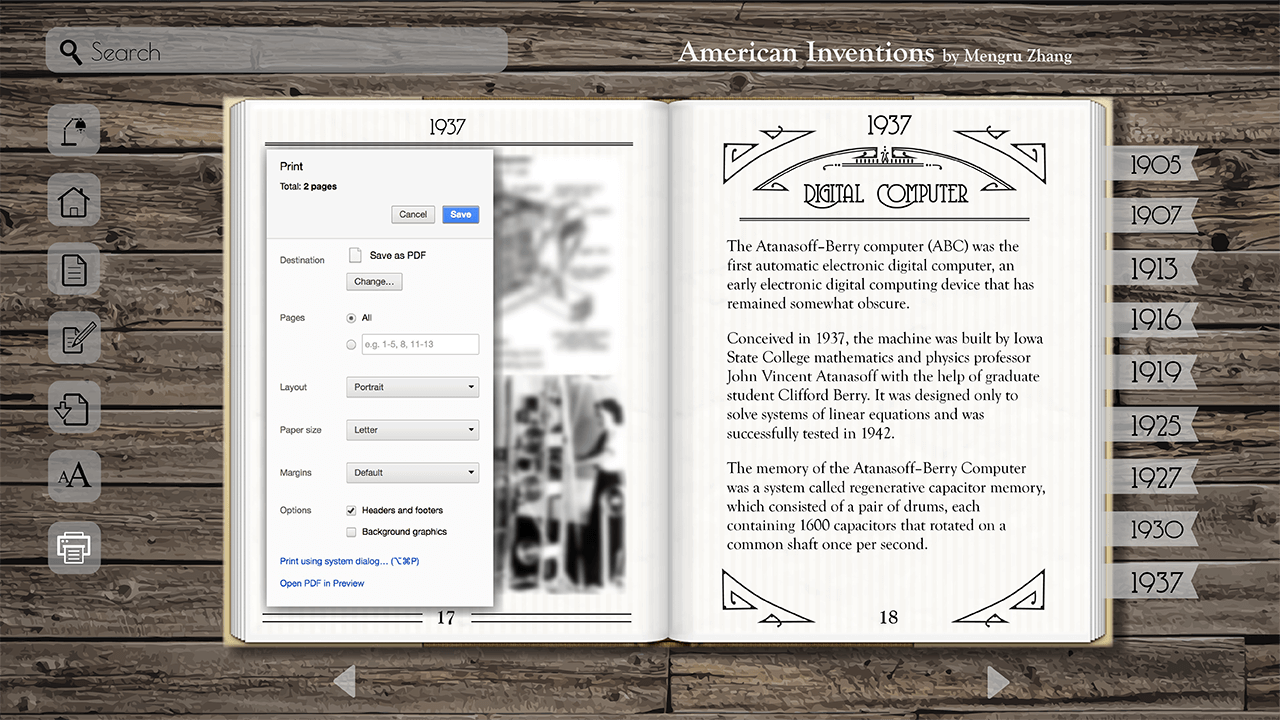 Search
American Inventions by Mengru Zhang
1937
Print
Total: 2 pages
Cancel Save
Destination Save as PDF
Change...
Pages All
e.g. 1-5, 8, 11-13
Layout Portrait
Paper size Letter
Margins Default
Options Headers and footers
Background graphics
Print using system dialog... (⌥⌘P)
Open PDF in Preview
17
1937
DIGITAL COMPUTER
The Atanasoff–Berry computer (ABC) was the
first automatic electronic digital computer, an
early electronic digital computing device that has
remained somewhat obscure.
Conceived in 1937, the machine was built by Iowa
State College mathematics and physics professor
John Vincent Atanasoff with the help of graduate
student Clifford Berry. It was designed only to
solve systems of linear equations and was
successfully tested in 1942.
The memory of the Atanasoff–Berry Computer
was a system called regenerative capacitor memory,
which consisted of a pair of drums, each
containing 1600 capacitors that rotated on a
common shaft once per second.
18
1905
1907
1913
1916
1919
1925
1927
1930
1937
AA